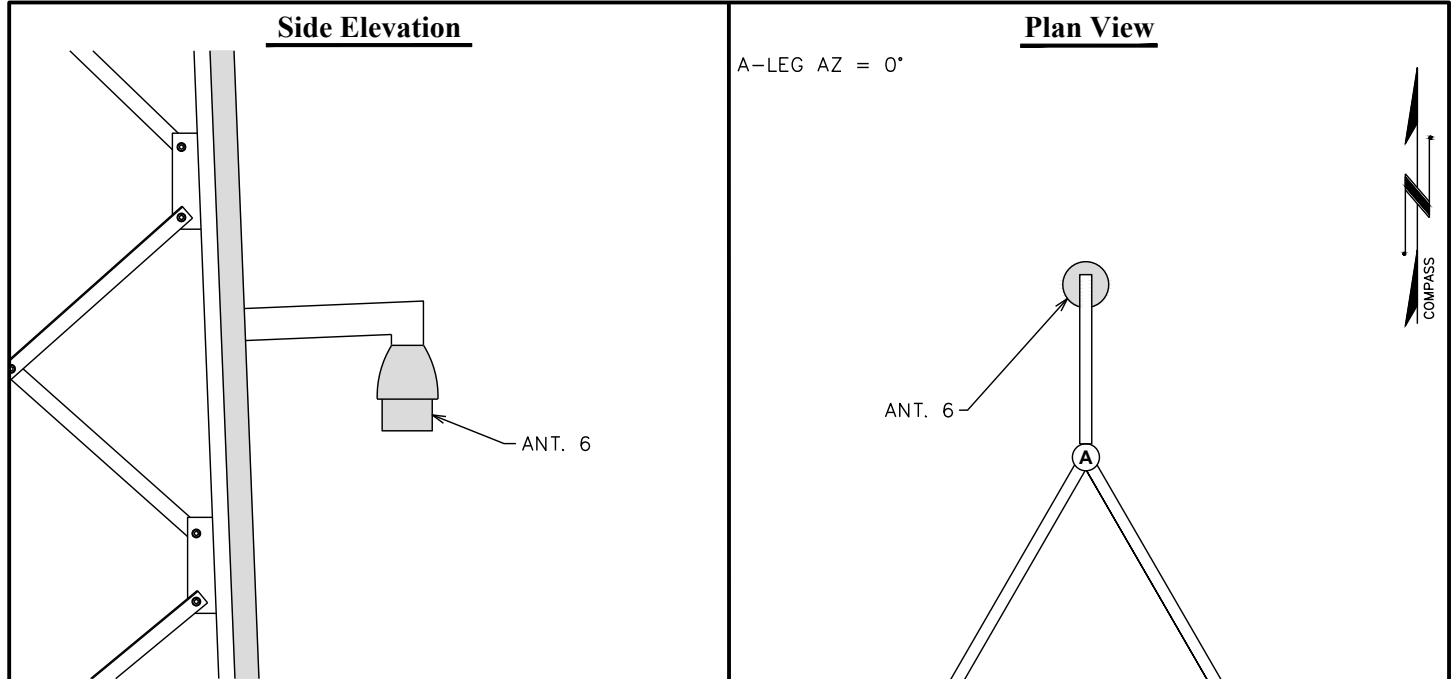 Side Elevation
ANT. 6
Plan View
A-LEG AZ = 0°
COMPASS
ANT. 6
A